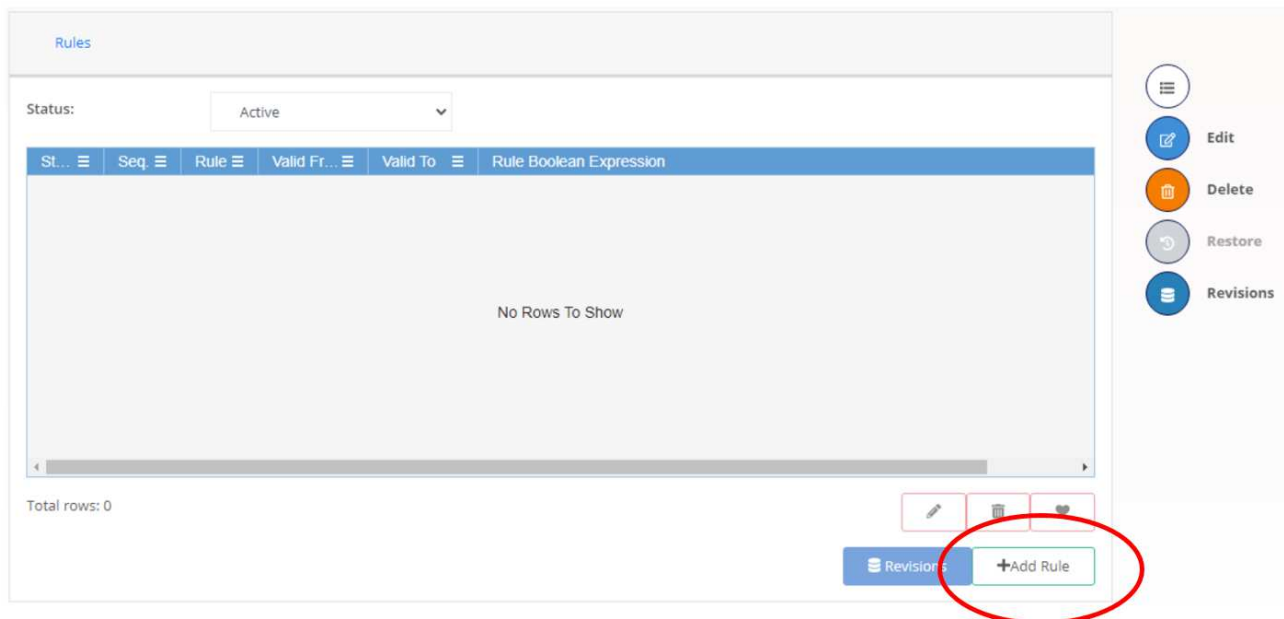 Rules
Status:
Active
St... Seq. Rule Valid Fr... Valid To Rule Boolean Expression
No Rows To Show
Total rows: 0
Revisions +Add Rule
Edit
Delete
Restore
Revisions